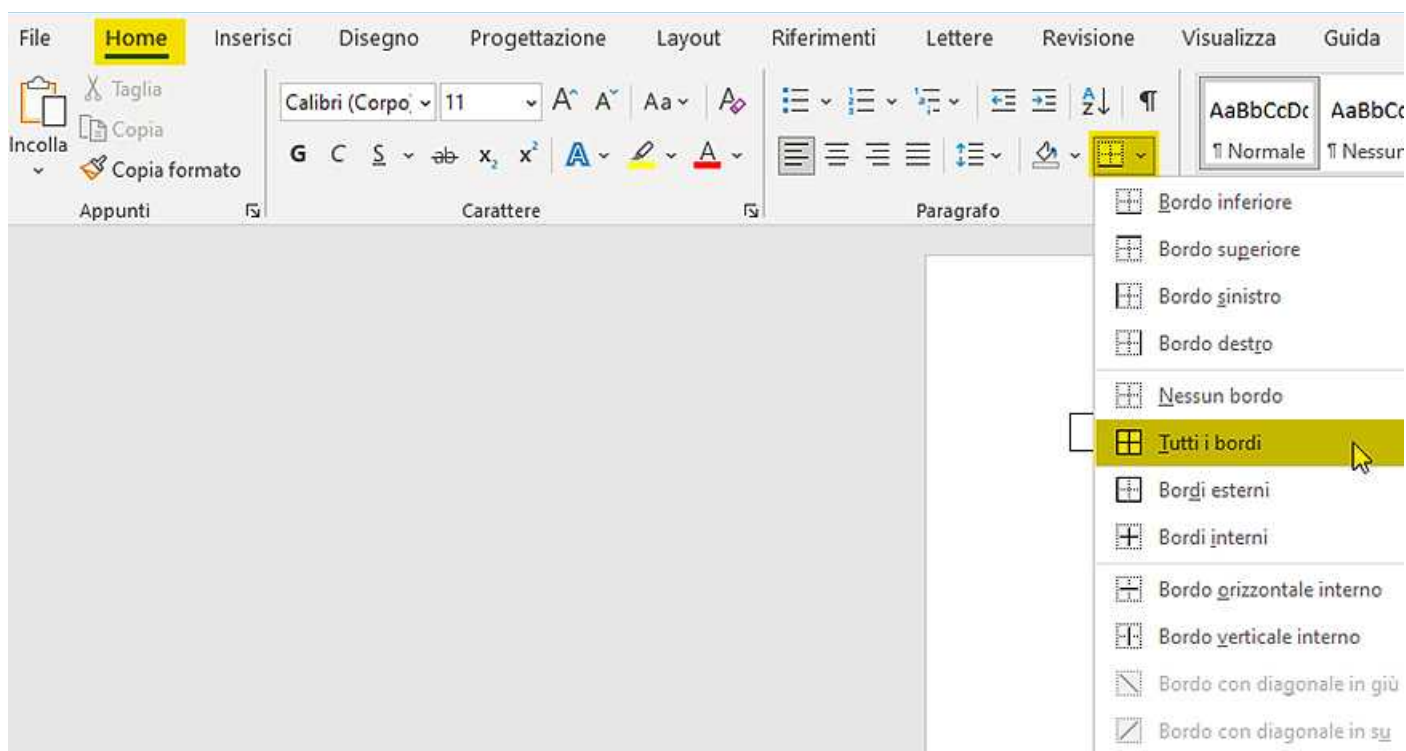 File Home Inserisci Disegno Progettazione Layout Riferimenti Lettere Revisione Visualizza Guida
Taglia
Copia
Incolla
Copia formato
Appunti
Calibri (Corpo) 11 A A Aa A
G C S ab x₂ x² A A
Carattere
A Z ¶
Paragrafo
AaBbCcDc AaBbCc
¶ Normale ¶ Nessun
Bordo inferiore
Bordo superiore
Bordo sinistro
Bordo destro
Nessun bordo
Tutti i bordi
Bordi esterni
Bordi interni
Bordo orizzontale interno
Bordo verticale interno
Bordo con diagonale in giù
Bordo con diagonale in su